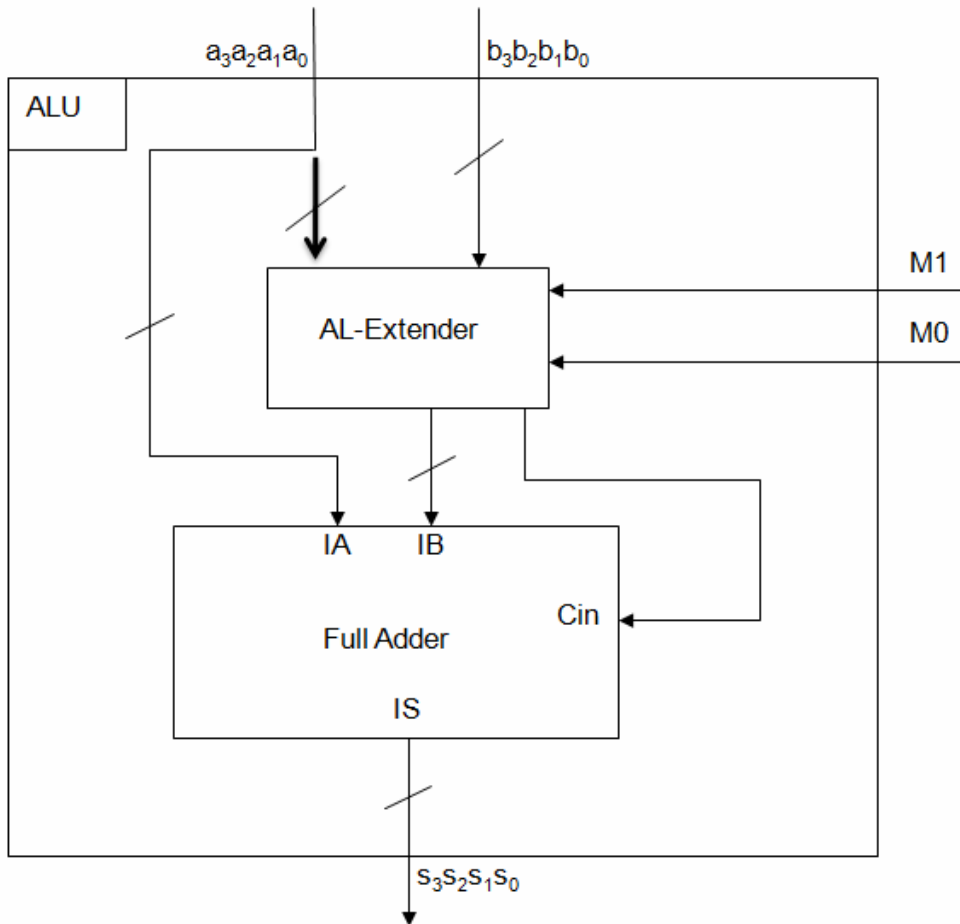 a₃a₂a₁a₀
b₃b₂b₁b₀
ALU
M1
AL-Extender
M0
IA
IB
Cin
Full Adder
IS
s₃s₂s₁s₀